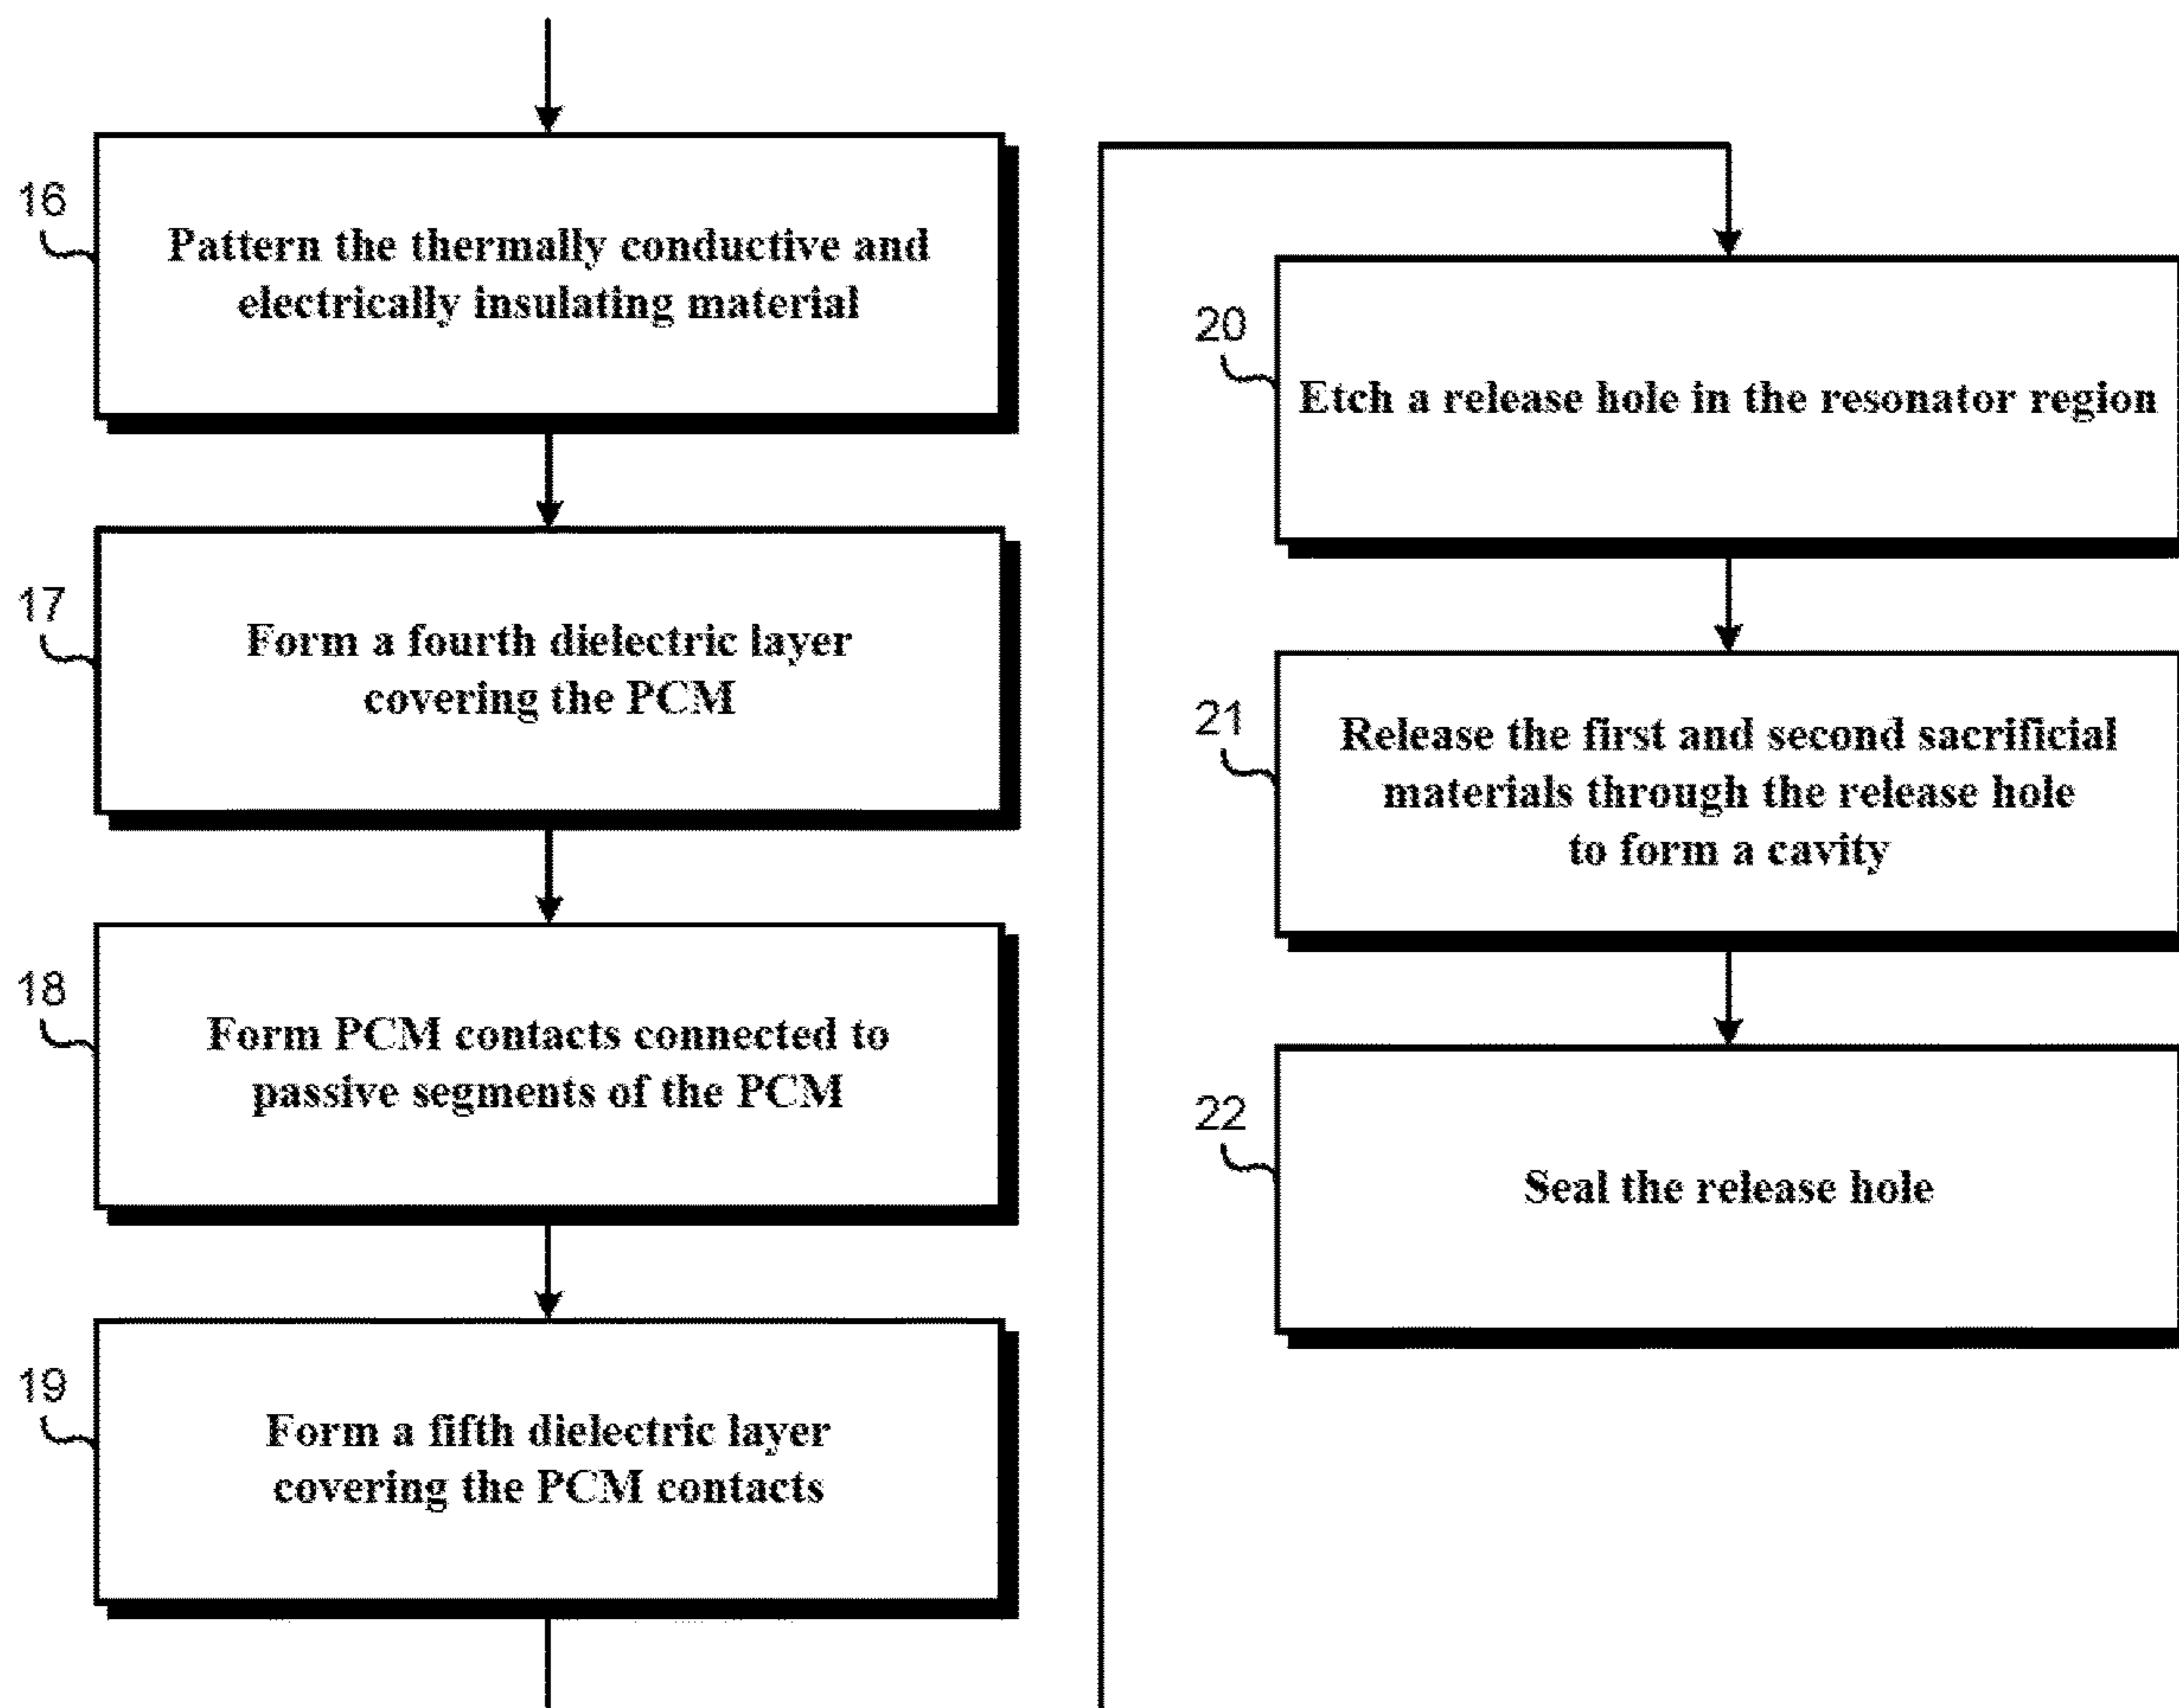 16
Pattern the thermally conductive and
electrically insulating material
17
Form a fourth dielectric layer
covering the PCM
18
Form PCM contacts connected to
passive segments of the PCM
19
Form a fifth dielectric layer
covering the PCM contacts
20
Etch a release hole in the resonator region
21
Release the first and second sacrificial
materials through the release hole
to form a cavity
22
Seal the release hole